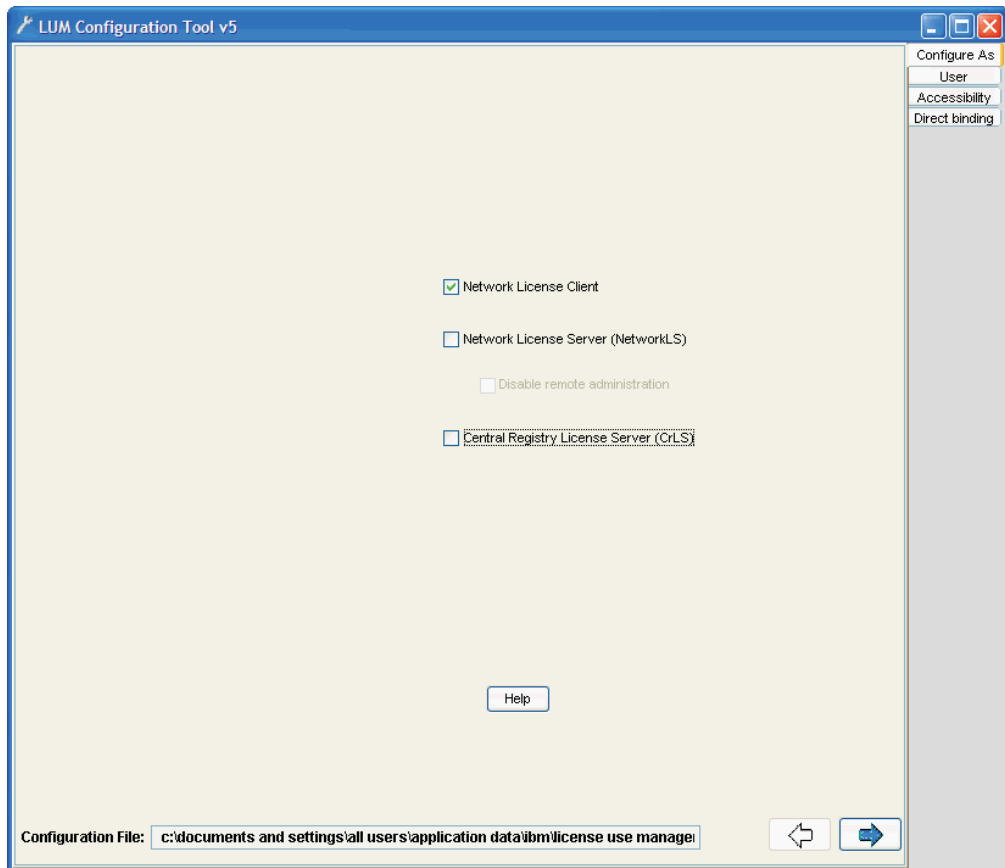 LUM Configuration Tool v5
Configure As
User
Accessibility
Direct binding
Network License Client
Network License Server (NetworkLS)
Disable remote administration
Central Registry License Server (CrLS)
Help
Configuration File: c:\documents and settings\all users\application data\ibm\license use manager